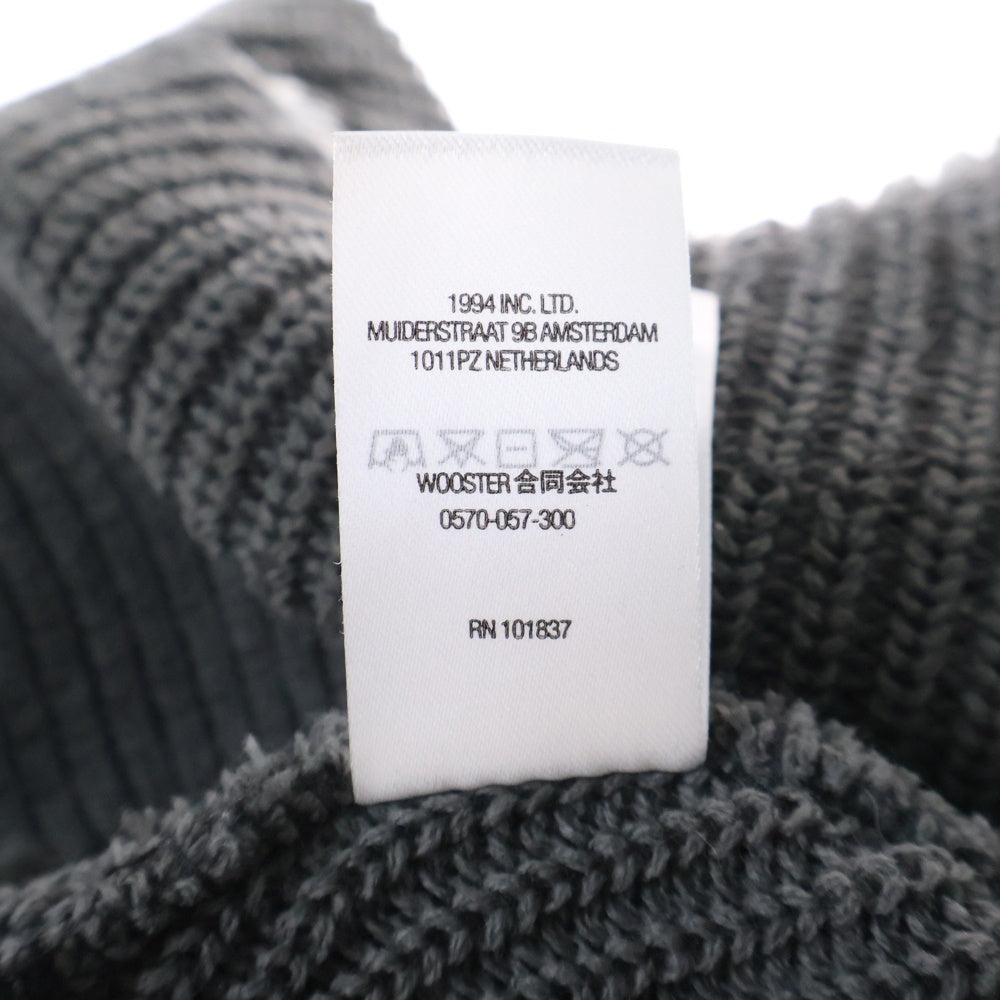 1994 INC. LTD.
MUIDERSTRAAT 9B AMSTERDAM
1011PZ NETHERLANDS
WOOSTER 合同会社
0570-057-300
RN 101837